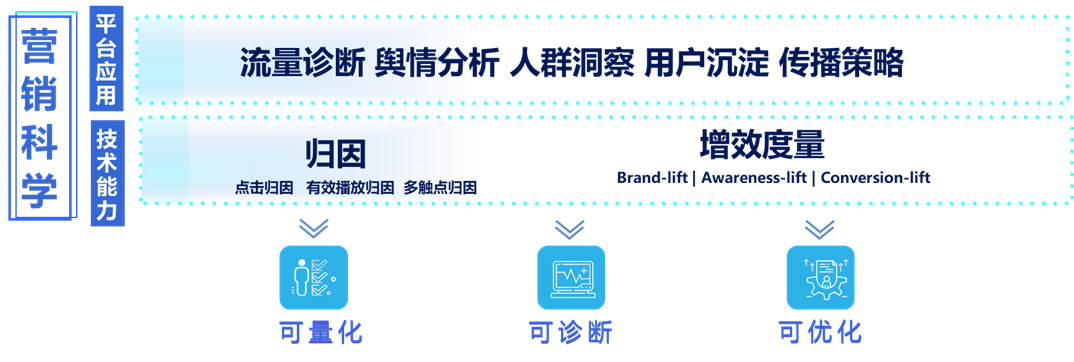 营销科学
平台应用
流量诊断 舆情分析 人群洞察 用户沉淀 传播策略
技术能力
归因
点击归因 有效播放归因 多触点归因
增效度量
Brand-lift | Awareness-lift | Conversion-lift
可量化
可诊断
可优化